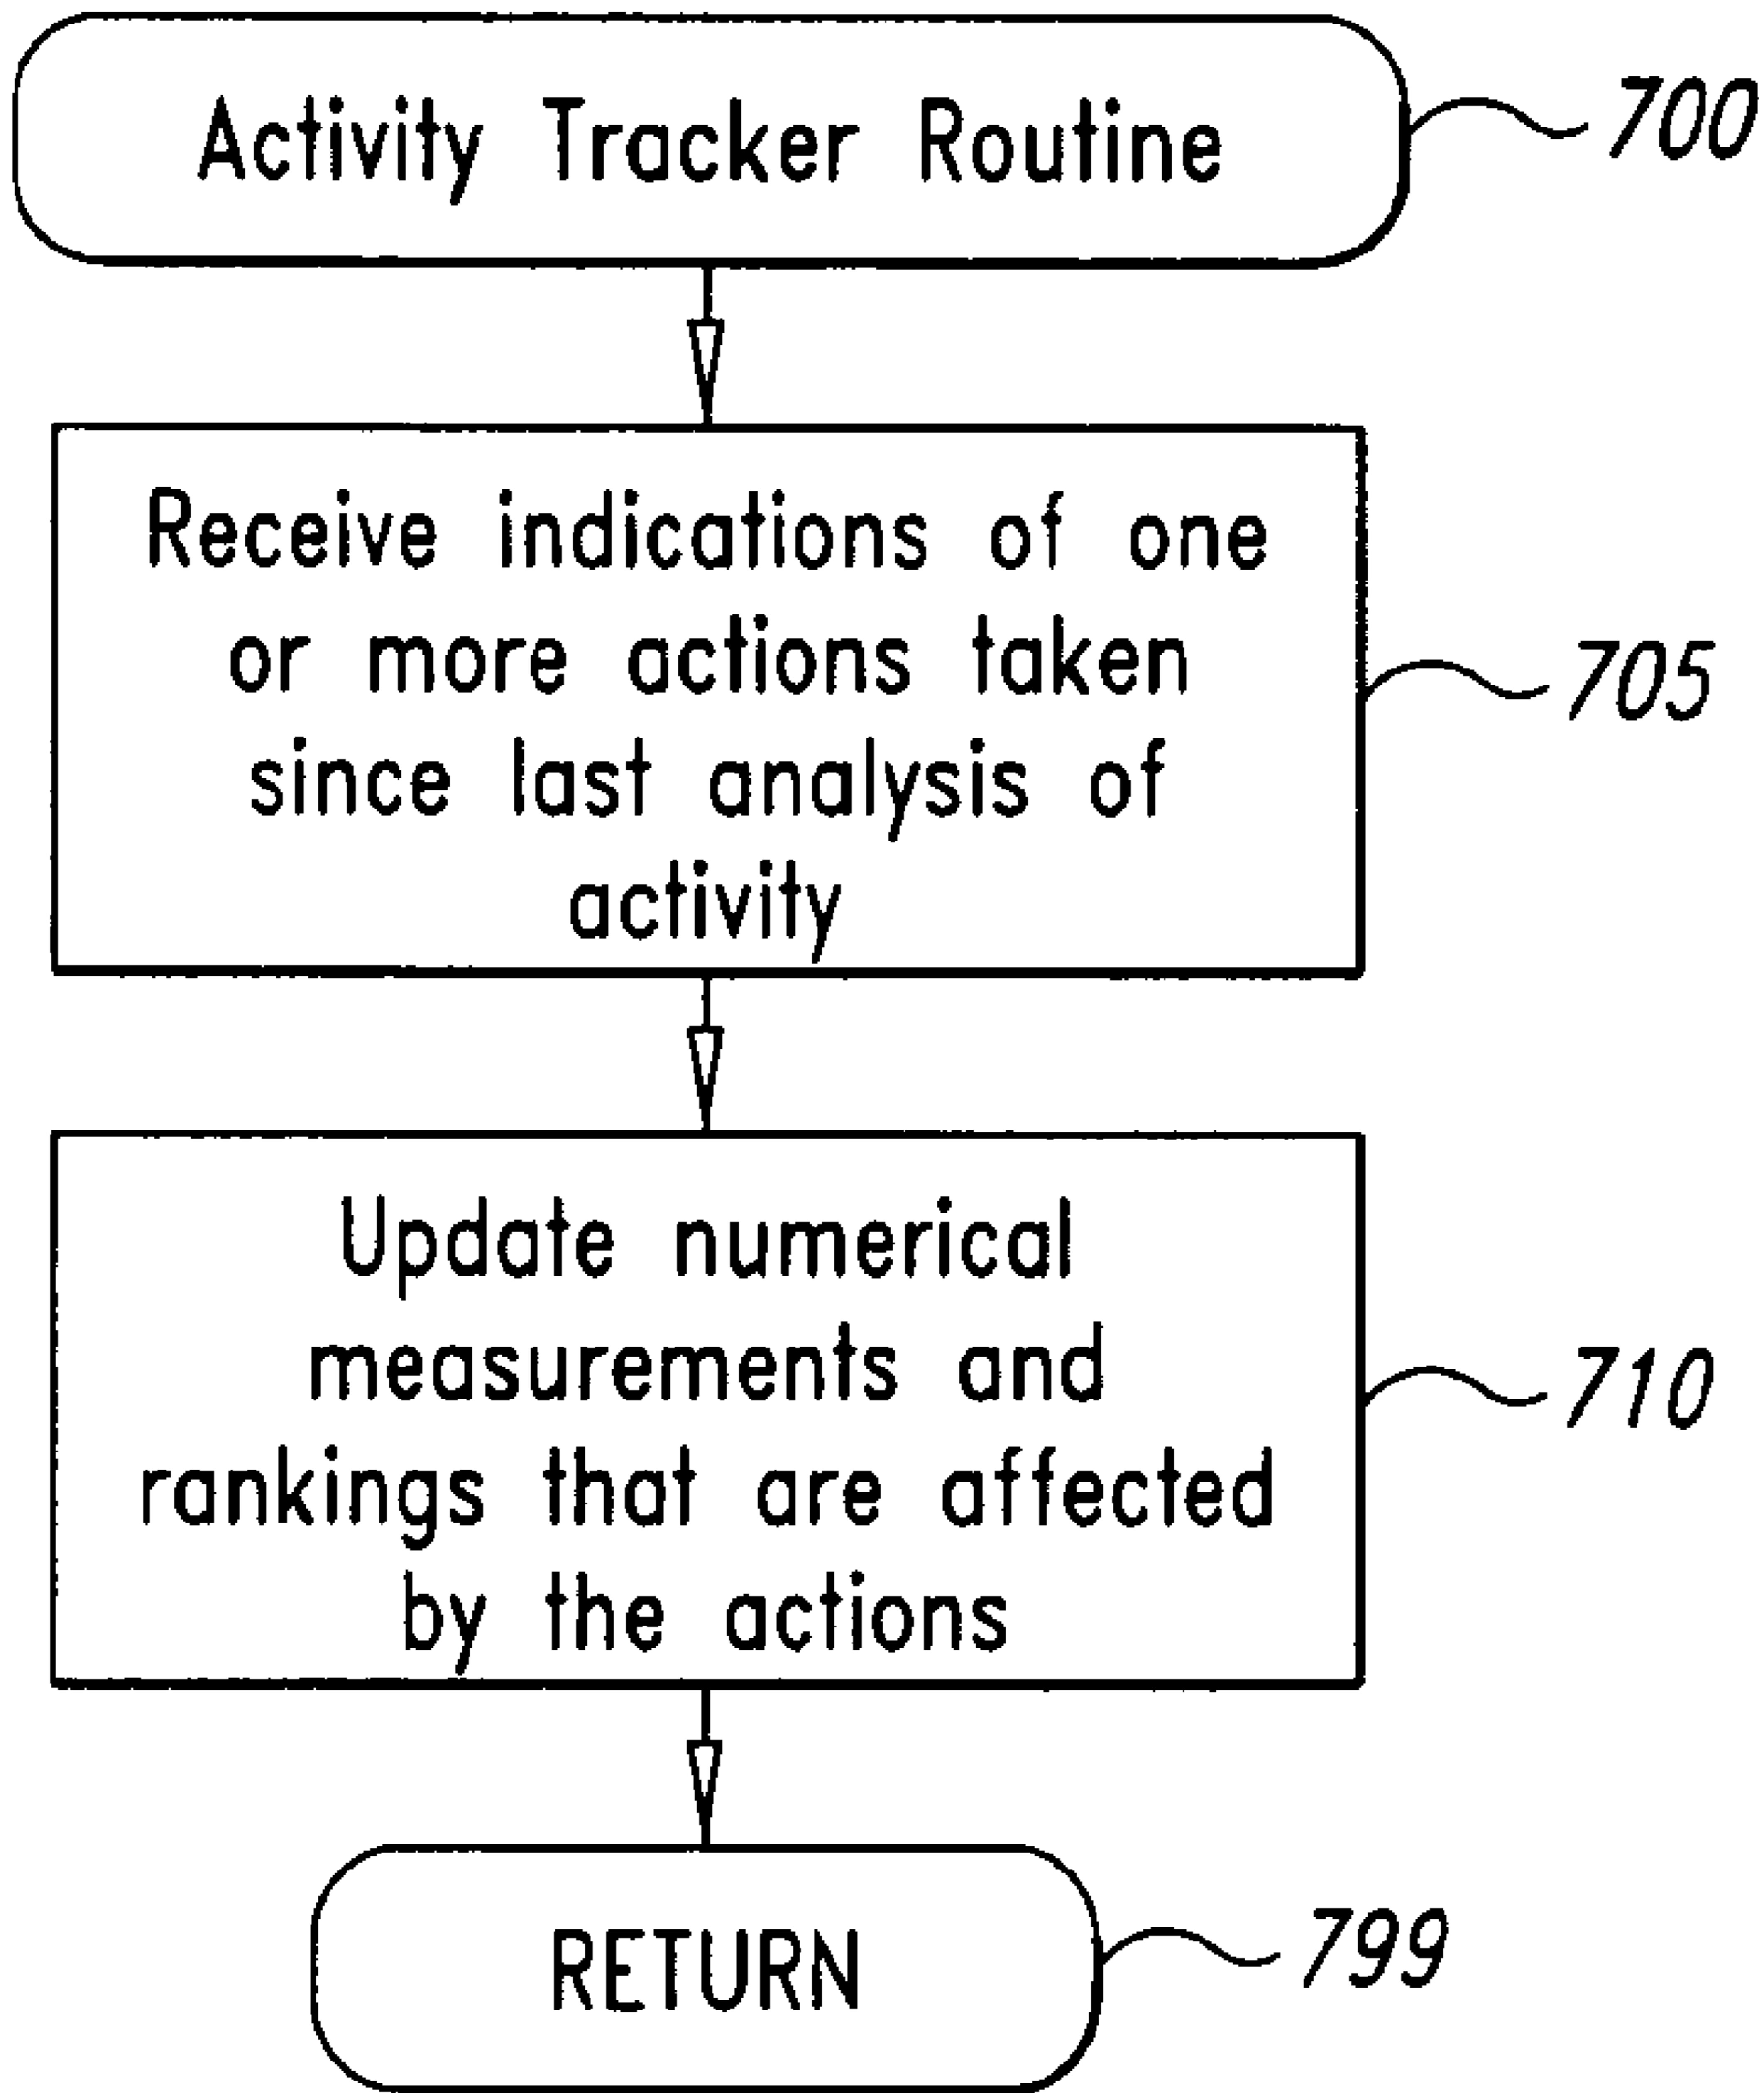 Activity Tracker Routine
700
Receive indications of one
or more actions taken
since last analysis of
activity
705
Update numerical
measurements and
rankings that are affected
by the actions
710
RETURN
799